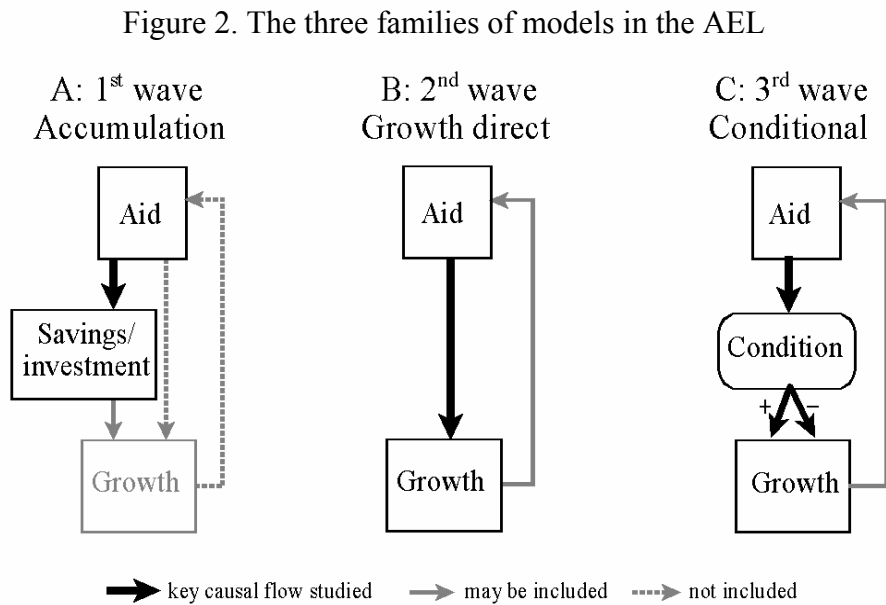 Figure 2. The three families of models in the AEL
A: 1st wave
Accumulation
Aid
Savings/
investment
Growth
B: 2nd wave
Growth direct
Aid
Growth
C: 3rd wave
Conditional
Aid
Condition
+ −
Growth
key causal flow studied
may be included
not included